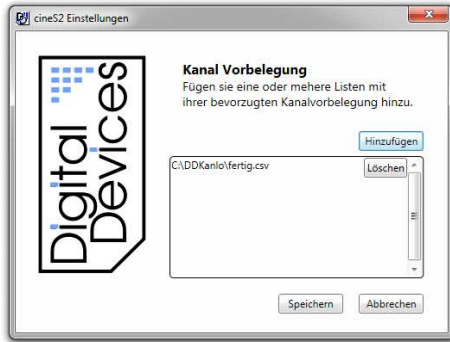 cineS2 Einstellungen
Digital
Devices
Kanal Vorbelegung
Fügen sie eine oder mehere Listen mit
ihrer bevorzugten Kanalvorbelegung hinzu.
Hinzufügen
C:\DDKanlo\fertig.csv
Löschen
Speichern
Abbrechen